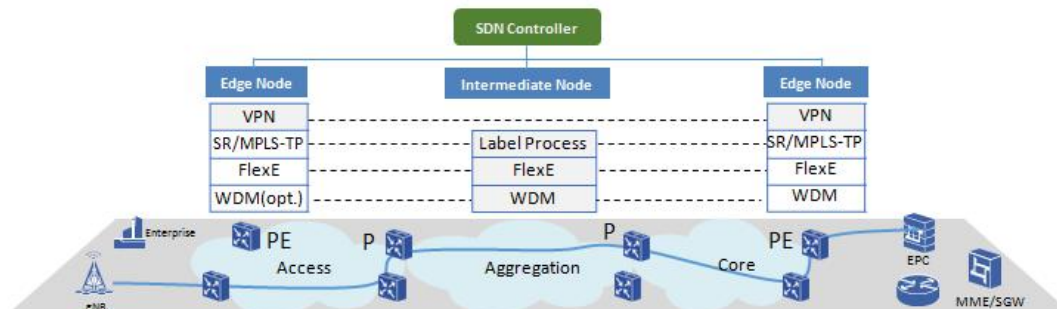 SDN Controller
Edge Node
Intermediate Node
Edge Node
VPN
VPN
SR/MPLS-TP
Label Process
SR/MPLS-TP
FlexE
FlexE
FlexE
WDM(opt.)
WDM
WDM
Enterprise
PE
P
P
PE
EPC
Access
Aggregation
Core
MME/SGW